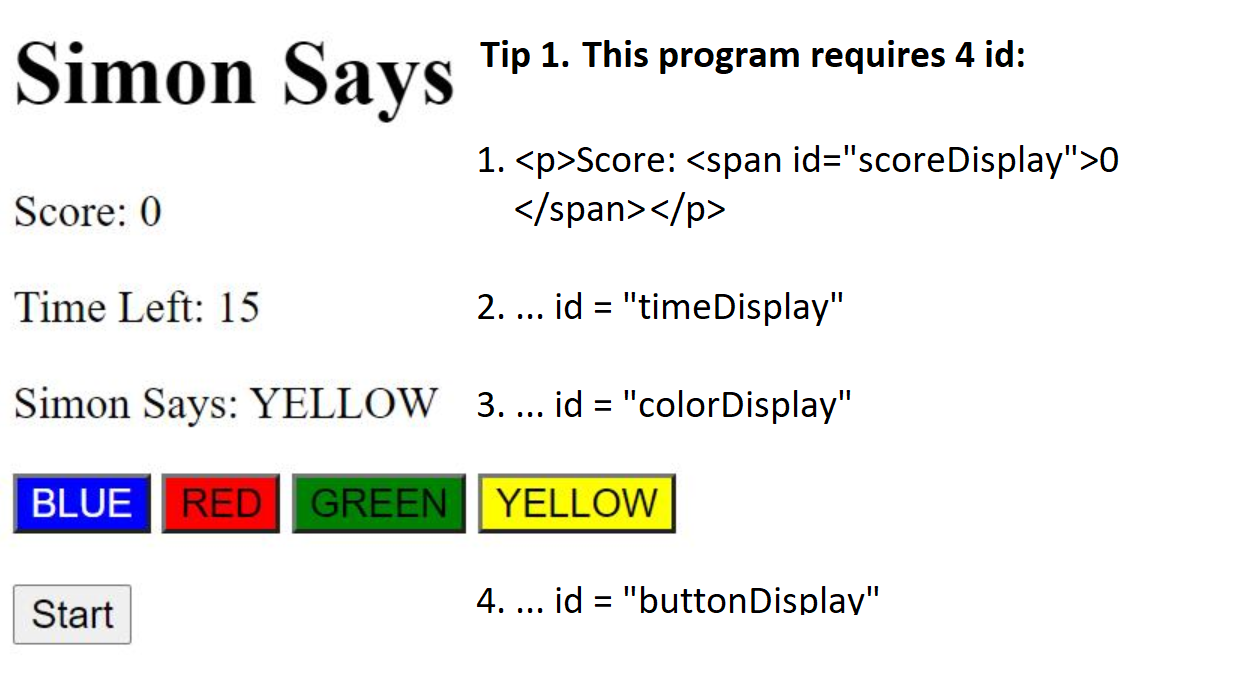 Simon Says
Tip 1. This program requires 4 id:
1. <p>Score: <span id="scoreDisplay">0
</span></p>
Score: 0
Time Left: 15
2. ... id = "timeDisplay"
Simon Says: YELLOW
3. ... id = "colorDisplay"
BLUE RED GREEN YELLOW
Start
4. ... id = "buttonDisplay"